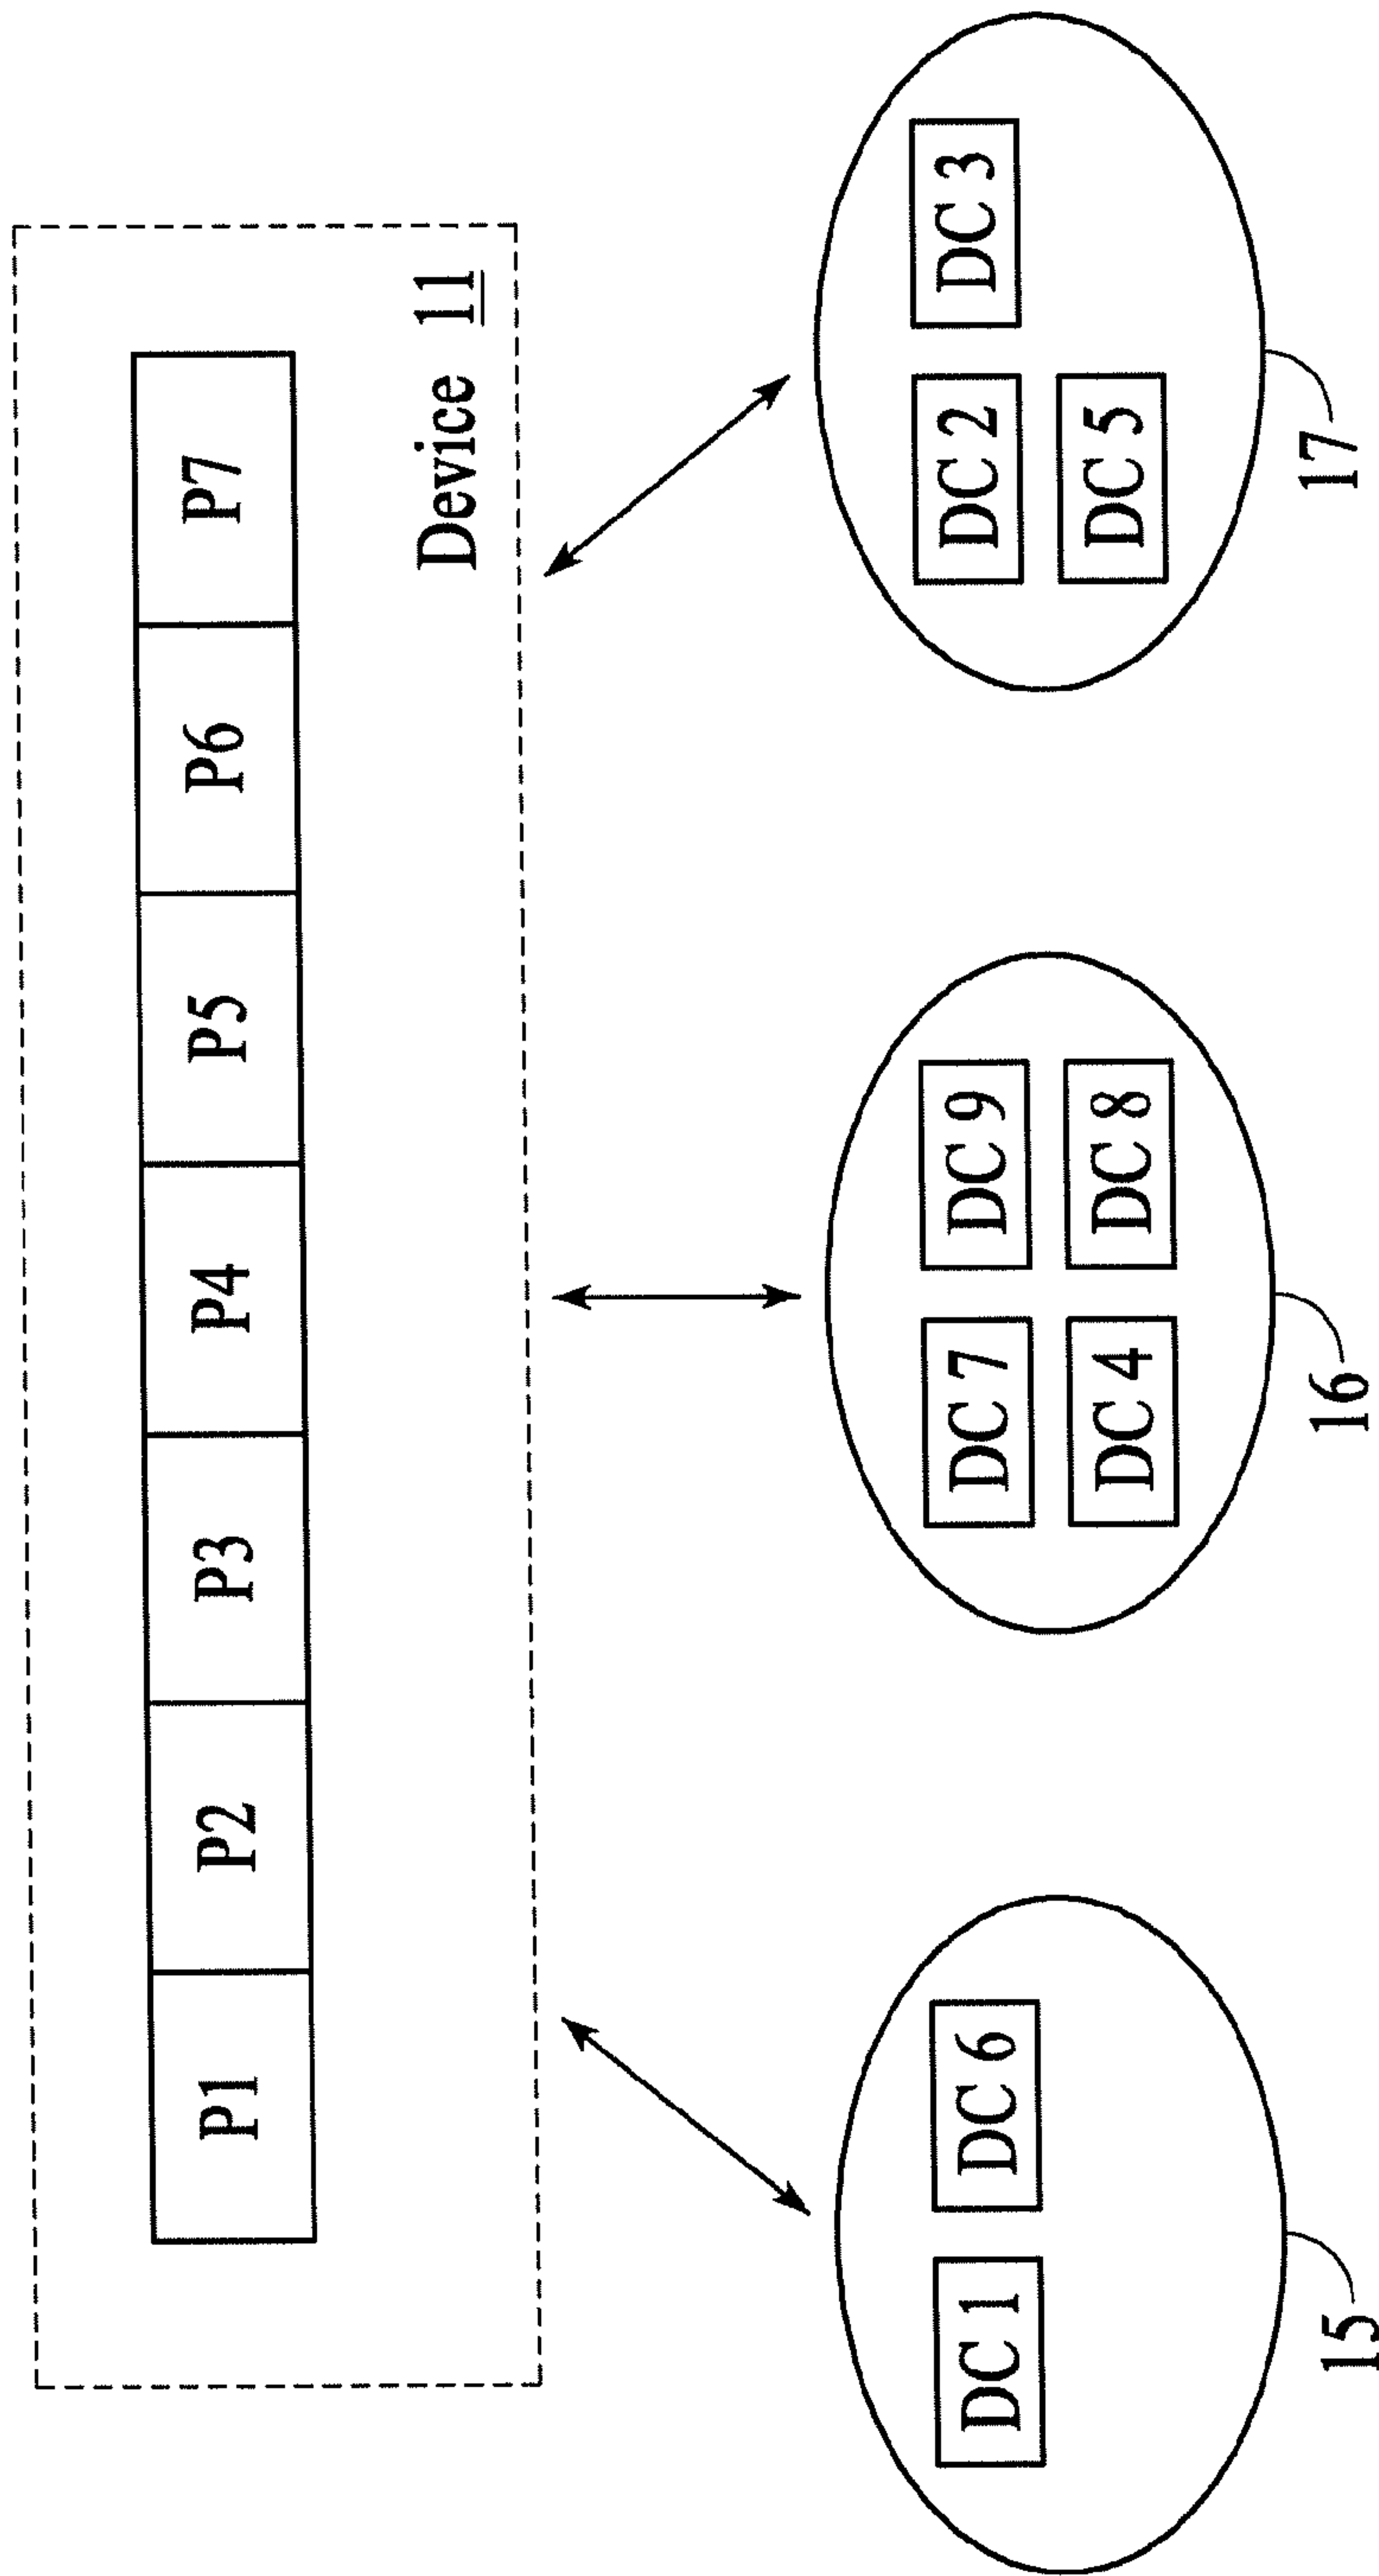 P1 P2 P3 P4 P5 P6 P7
Device 11
DC 1 DC 6
15
DC 7 DC 9
DC 4 DC 8
16
DC 2 DC 3
DC 5
17